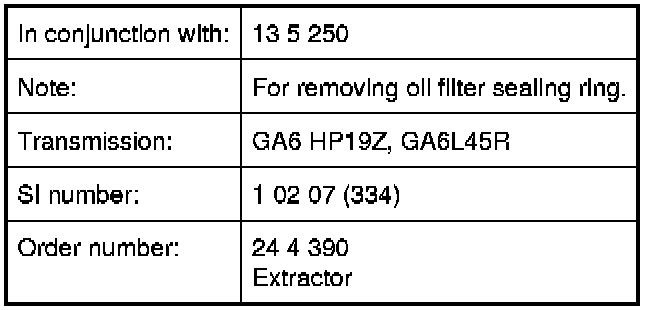 In conjunction with: 13 5 250
Note: For removing oil filter sealing ring.
Transmission: GA6 HP19Z, GA6L45R
SI number: 1 02 07 (334)
Order number: 24 4 390
Extractor